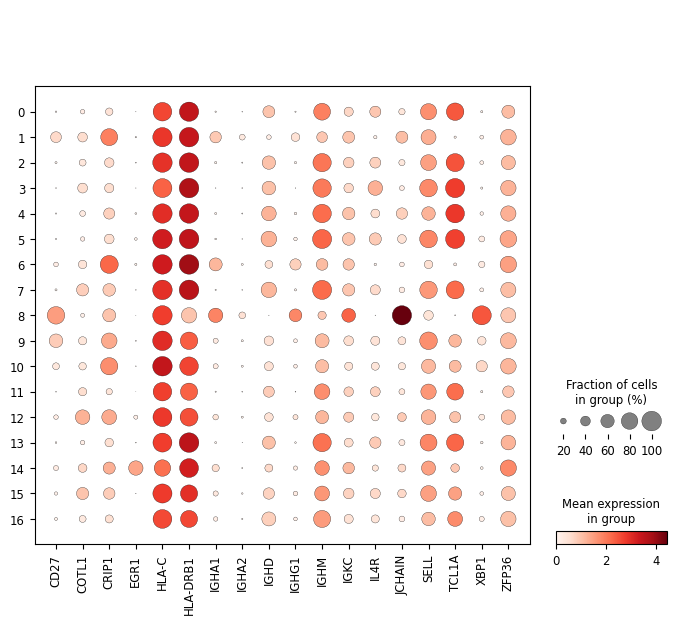 0
1
2
3
4
5
6
7
8
9
10
11
12
13
14
15
16
CD27
COTL1
CRIP1
EGR1
HLA-C
HLA-DRB1
IGHA1
IGHA2
IGHD
IGHG1
IGHM
IGKC
IL4R
JCHAIN
SELL
TCL1A
XBP1
ZFP36
Fraction of cells
in group (%)
20 40 60 80 100
Mean expression
in group
0 2 4